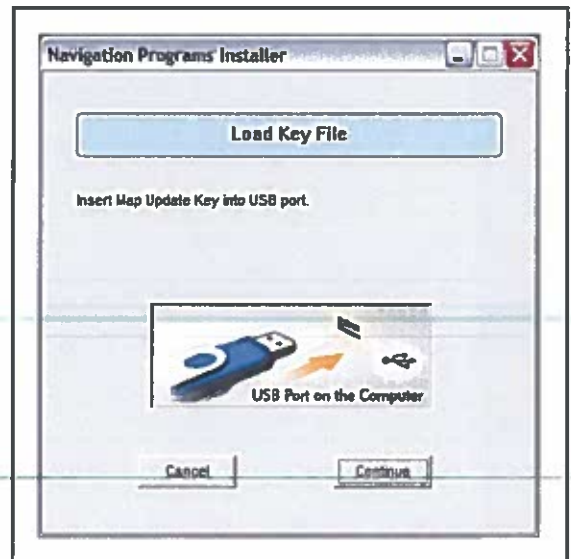 Navigation Programs Installer
Load Key File
Insert Map Update Key into USB port.
USB Port on the Computer
Cancel
Continue